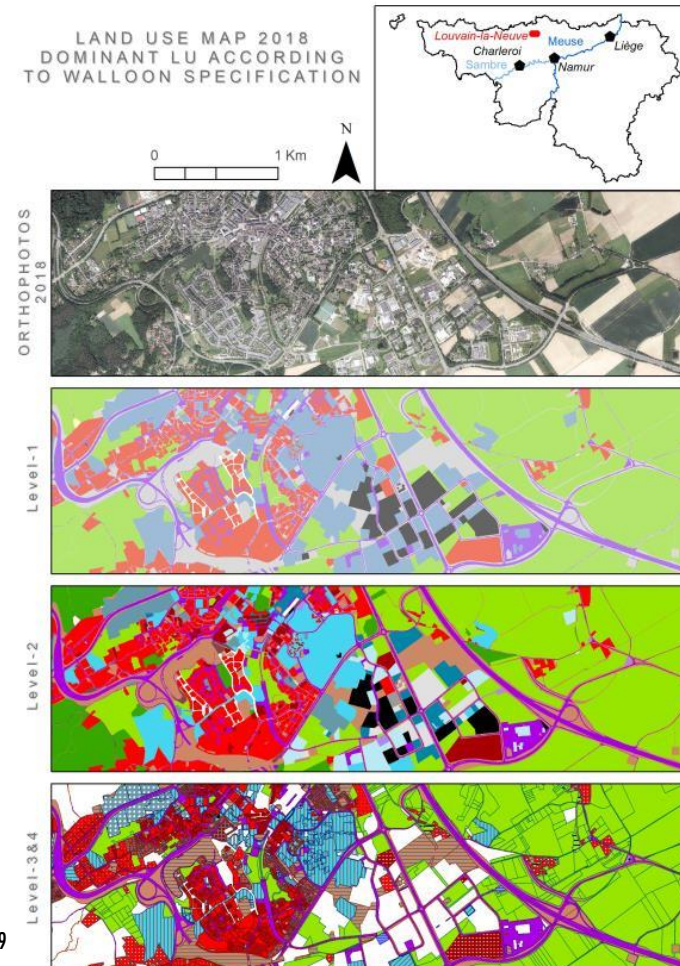 LAND USE MAP 2018
DOMINANT LU ACCORDING
TO WALLOON SPECIFICATION
Louvain-la-Neuve
Meuse
Liège
Charleroi
Sambre
Namur
0
1 Km
N
ORTHOPHOTOS
2018
Level-1
Level-2
Level-3&4
9